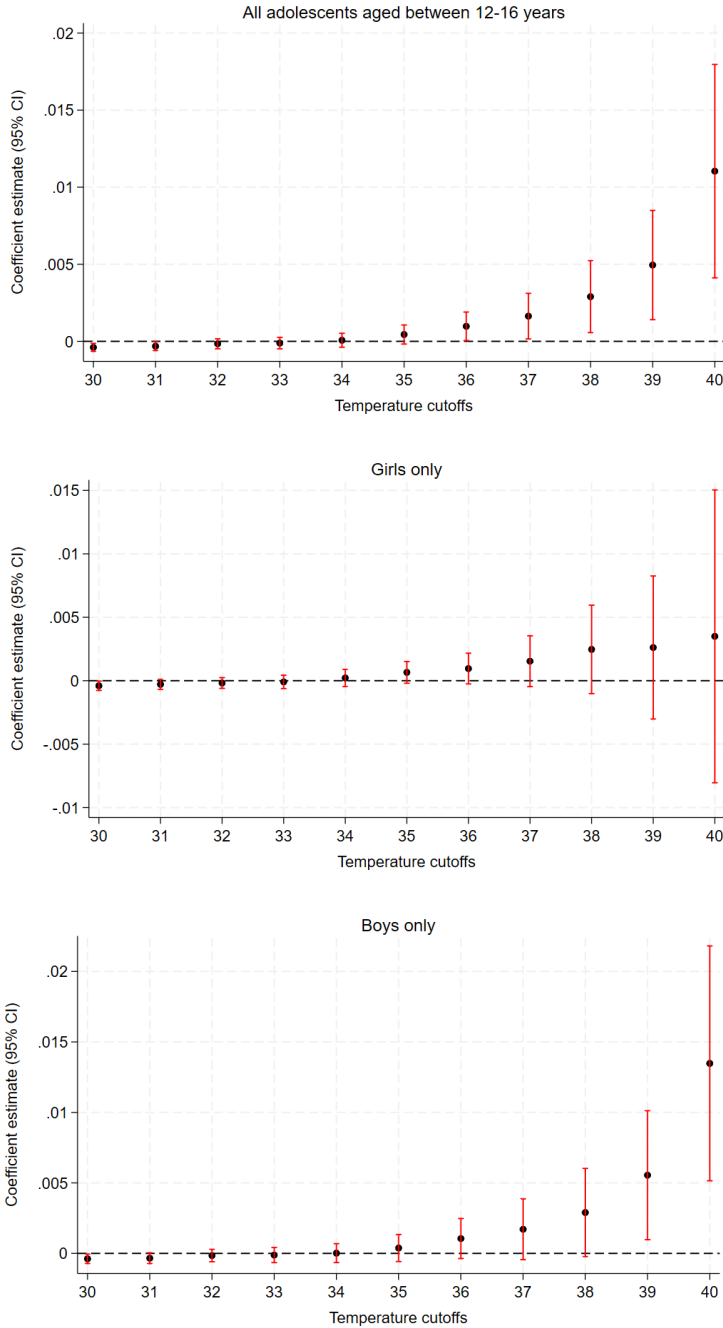 All adolescents aged between 12-16 years
Coefficient estimate (95% CI)
.02
.015
.01
.005
0
30 31 32 33 34 35 36 37 38 39 40
Temperature cutoffs
Girls only
Coefficient estimate (95% CI)
.015
.01
.005
0
-.005
-.01
30 31 32 33 34 35 36 37 38 39 40
Temperature cutoffs
Boys only
Coefficient estimate (95% CI)
.02
.015
.01
.005
0
30 31 32 33 34 35 36 37 38 39 40
Temperature cutoffs